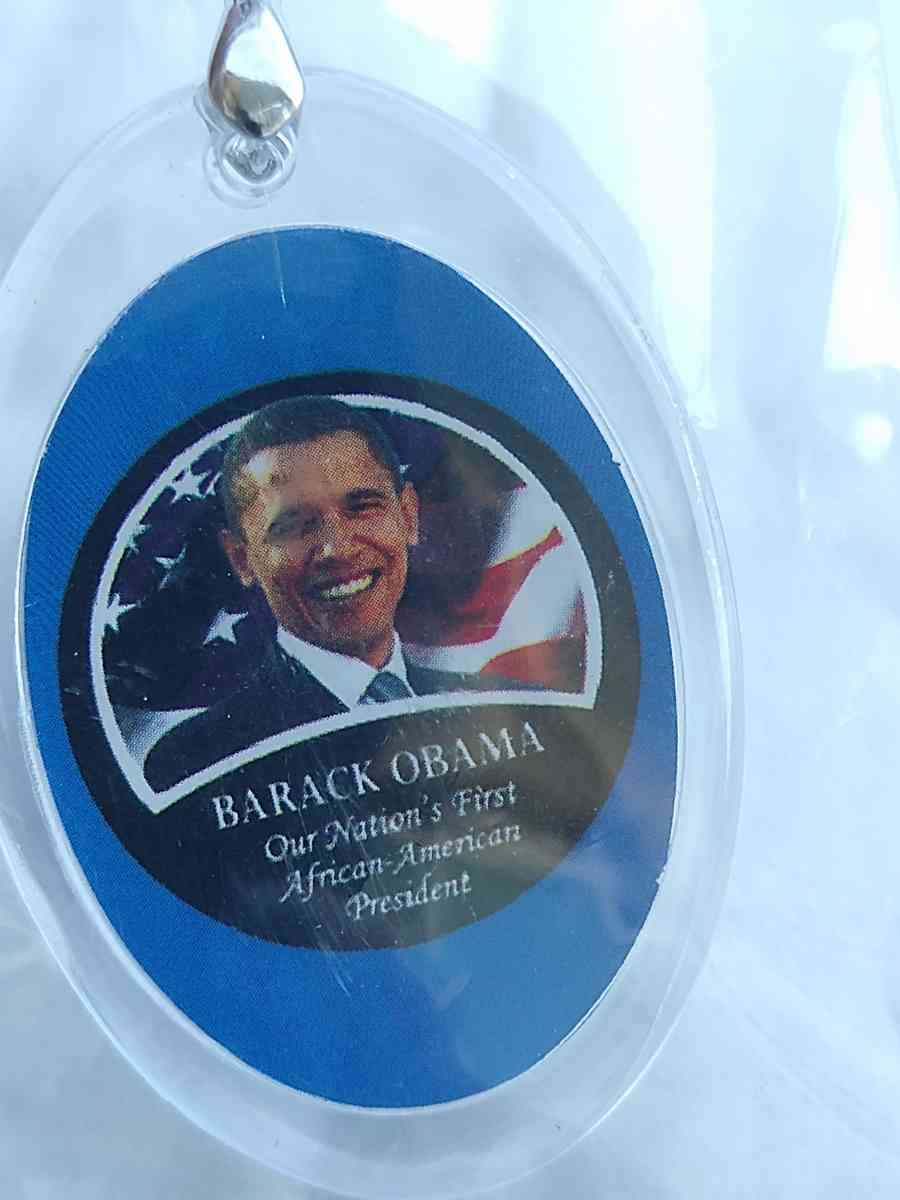 BARACK OBAMA
Our Nation's First
African-American
President